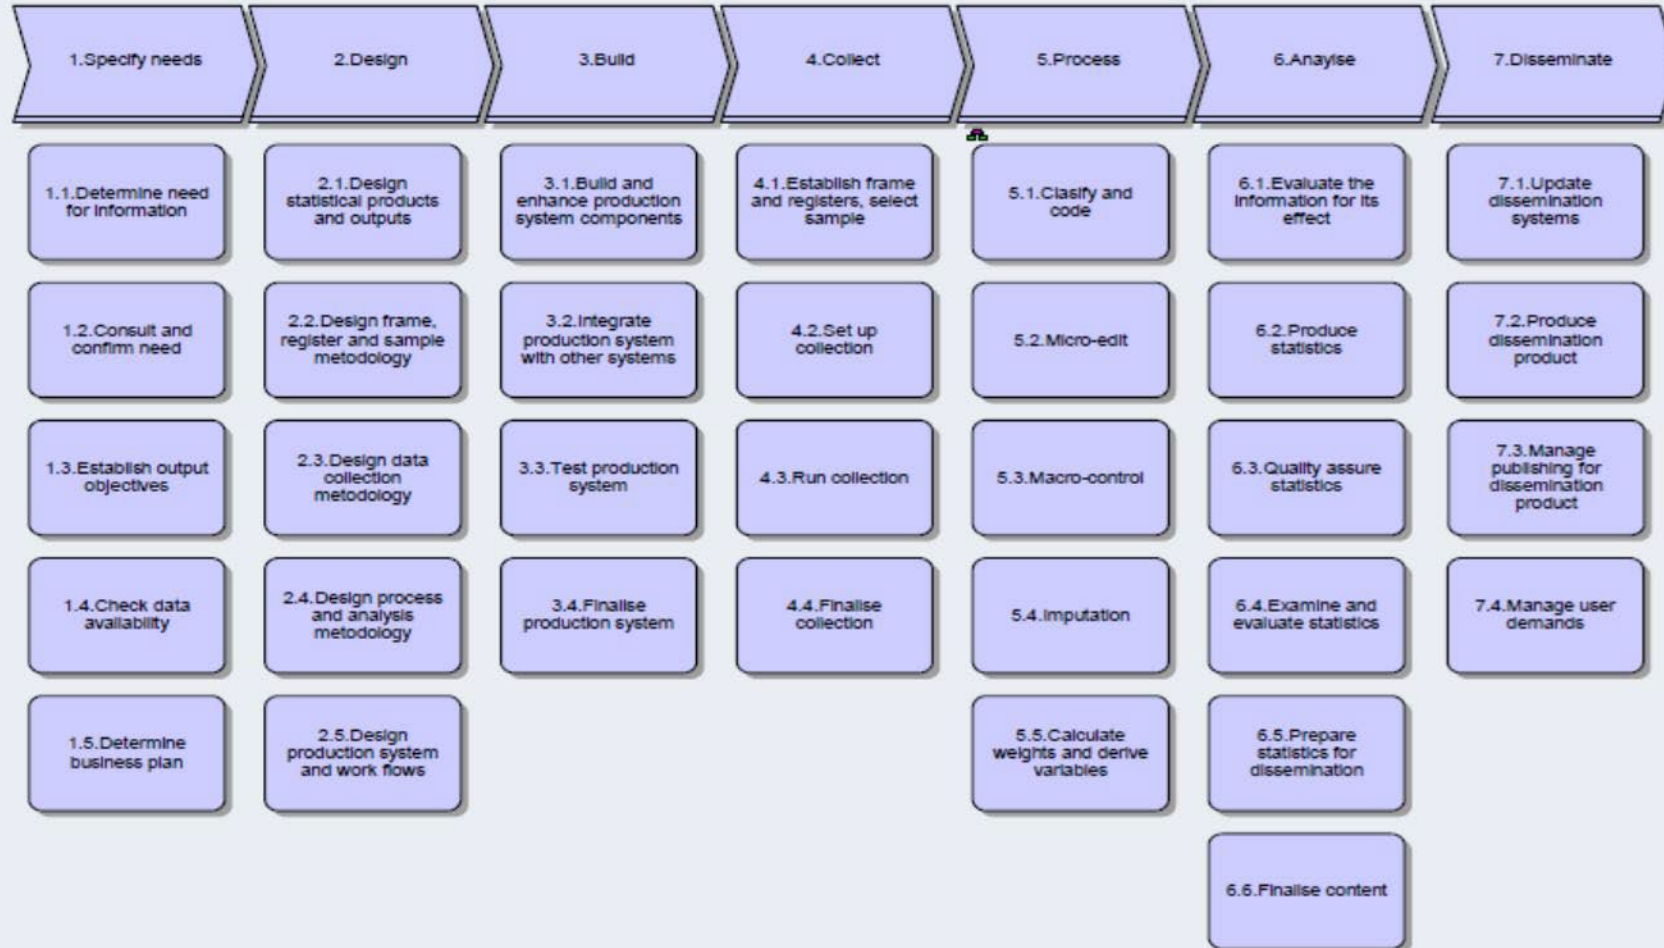 1.Specify needs
2.Design
3.Build
4.Collect
5.Process
6.Anaylse
7.Disseminate
1.1.Determine need
for information
2.1.Design
statistical products
and outputs
3.1.Build and
enhance production
system components
4.1.Establish frame
and registers, select
sample
5.1.Clasify and
code
6.1.Evaluate the
information for its
effect
7.1.Update
dissemination
systems
1.2.Consult and
confirm need
2.2.Design frame,
register and sample
metodology
3.2.Integrate
production system
with other systems
4.2.Set up
collection
5.2.Micro-edit
6.2.Produce
statistics
7.2.Produce
dissemination
product
1.3.Establish output
objectives
2.3.Design data
collection
metodology
3.3.Test production
system
4.3.Run collection
5.3.Macro-control
6.3.Quality assure
statistics
7.3.Manage
publishing for
dissemination
product
1.4.Check data
availability
2.4.Design process
and analysis
metodology
3.4.Finalise
production system
4.4.Finalise
collection
5.4.Imputation
6.4.Examine and
evaluate statistics
7.4.Manage user
demands
1.5.Determine
business plan
2.5.Design
production system
and work flows
5.5.Calculate
weights and derive
variables
6.5.Prepare
statistics for
dissemination
6.6.Finalise content